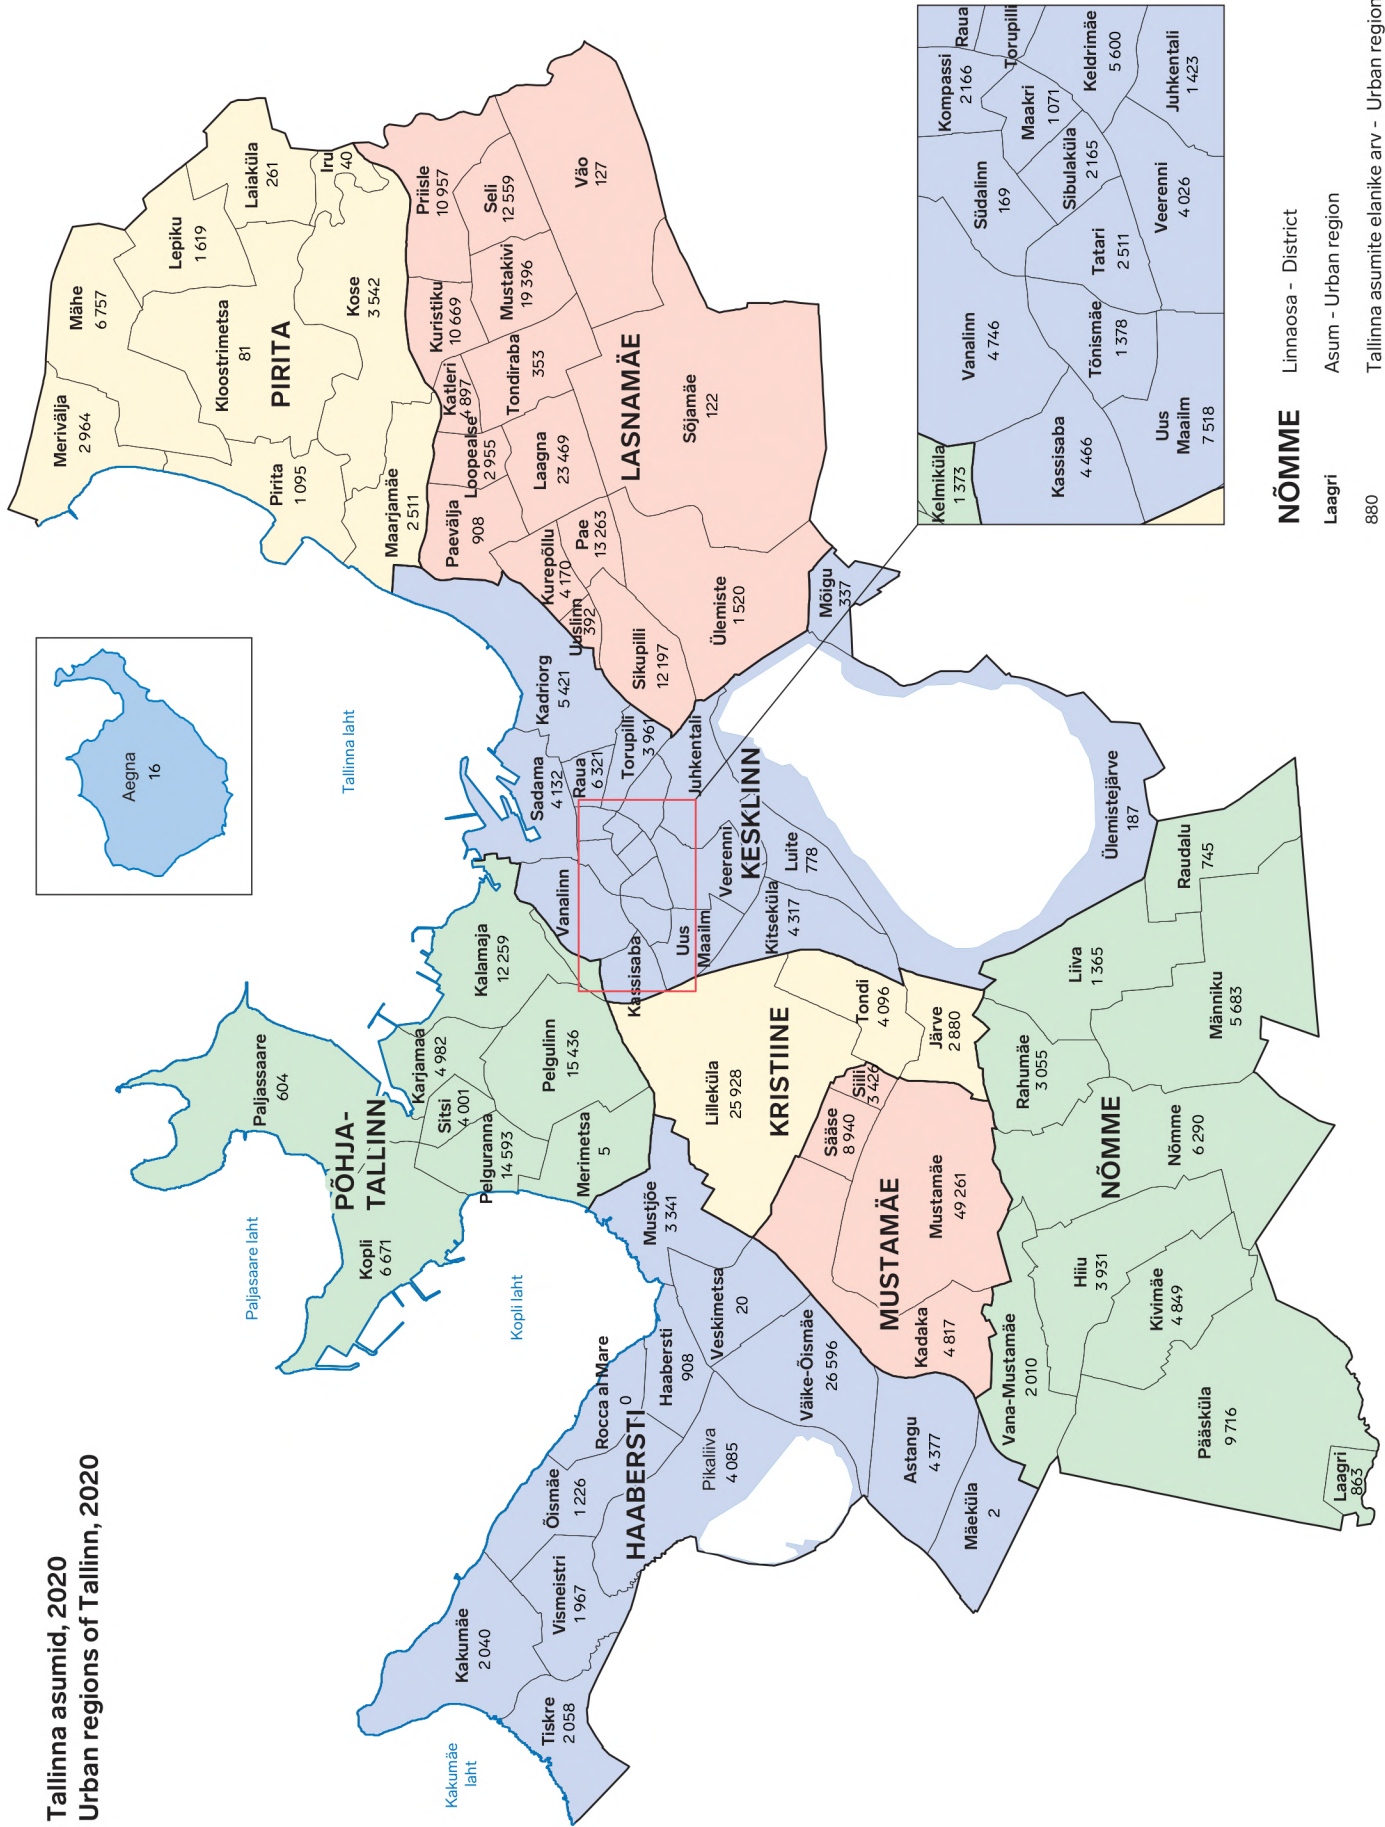 Tallinna asumid, 2020
Urban regions of Tallinn, 2020
Aegna
16
Tallinna laht
Paljasaare laht
Kopli laht
Kakumäe
laht
PIRITA
Merivälja
2 964
Mähe
6 757
Lepiku
1 619
Laiaküla
261
Iru
40
Kloostrimetsa
81
Kose
3 542
Pirita
1 095
Maarjamäe
2 511
LASNAMÄE
Priisle
10 957
Seli
12 559
Väo
127
Kuristiku
10 669
Mustakivi
19 396
Katleri
4 897
Tondiraba
353
Loopealse
2 955
Laagna
23 469
Paevälja
908
Kurepõllu
4 170
Pae
13 263
Uuslinn
392
Sikupilli
12 197
Ülemiste
1 520
Sõjamäe
122
KESKLINN
Mõigu
337
Kadriorg
5 421
Sadama
4 132
Raua
6 321
Torupilli
3 961
Juhkentali
Vanalinn
Kassisaba
Uus
Maailm
Veerenni
Luite
778
Kitseküla
4 317
Ülemistejärve
187
PÕHJA-
TALLINN
Paljassaare
604
Kopli
6 671
Karjamaa
4 982
Sitsi
4 001
Pelguranna
14 593
Kalamaja
12 259
Pelgulinn
15 436
Merimetsa
5
KRISTIINE
Lilleküla
25 928
Tondi
4 096
Järve
2 880
MUSTAMÄE
Siili
3 426
Sääse
8 940
Mustamäe
49 261
Kadaka
4 817
HAABERSTI
Mustjõe
3 341
Veskimetsa
20
Haabersti
908
Rocca al Mare
0
Väike-Õismäe
26 596
Pikaliiva
4 085
Õismäe
1 226
Vismeistri
1 967
Kakumäe
2 040
Tiskre
2 058
Astangu
4 377
Mäeküla
2
NÕMME
Raudalu
745
Liiva
1 365
Männiku
5 683
Rahumäe
3 055
Nõmme
6 290
Hiiu
3 931
Kivimäe
4 849
Vana-Mustamäe
2 010
Pääsküla
9 716
Laagri
863
Kelmiküla
1 373
Vanalinn
4 746
Südalinn
169
Kompassi
2 166
Raua
Torupilli
Maakri
1 071
Keldrimäe
5 600
Sibulaküla
2 165
Juhkentali
1 423
Tatari
2 511
Veerenni
4 026
Tõnismäe
1 378
Kassisaba
4 466
Uus
Maailm
7 518
NÕMME Linnaosa - District
Laagri Asum - Urban region
880 Tallinna asumite elanike arv - Urban region